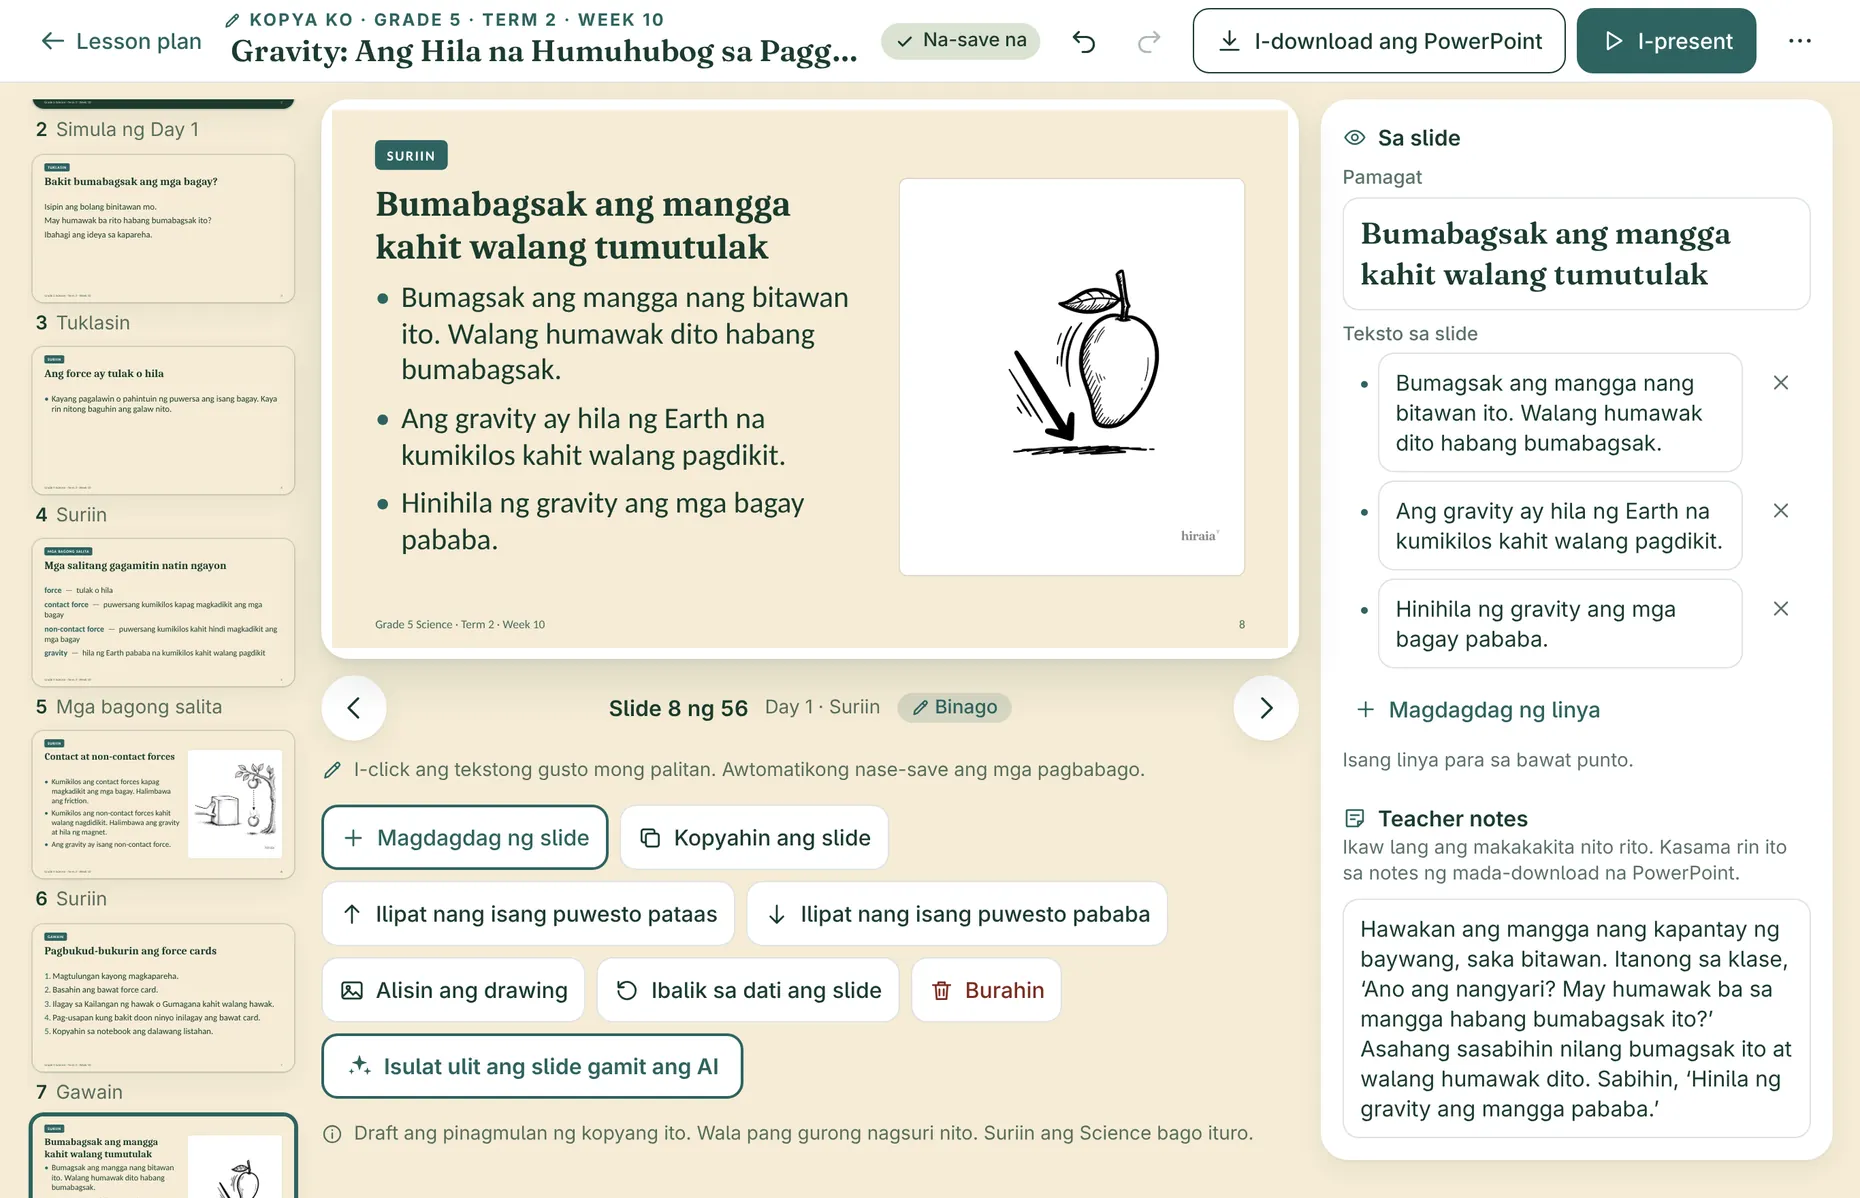 Lesson plan
KOPYA KO · GRADE 5 · TERM 2 · WEEK 10
Gravity: Ang Hila na Humuhubog sa Pagg...
Na-save na
I-download ang PowerPoint
I-present
2 Simula ng Day 1
TUKLASIN
Bakit bumabagsak ang mga bagay?
Isipin ang bolang binitawan mo.
May humawak ba rito habang bumabagsak ito?
Ibahagi ang ideya sa kapareha.
3 Tuklasin
SURIIN
Ang force ay tulak o hila
• Kayang pagalawin o pahintuin ng puwersa ang isang bagay. Kaya
rin nitong baguhin ang galaw nito.
4 Suriin
MGA BAGONG SALITA
Mga salitang gagamitin natin ngayon
force — tulak o hila
contact force — puwersang kumikilos kapag magkadikit ang mga
bagay
non-contact force — puwersang kumikilos kahit hindi magkadikit ang
mga bagay
gravity — hila ng Earth pababa na kumikilos kahit walang pagdikit
5 Mga bagong salita
SURIIN
Contact at non-contact forces
• Kumikilos ang contact forces kapag
magkadikit ang mga bagay. Halimbawa
ang friction.
• Kumikilos ang non-contact forces kahit
walang nagdidikit. Halimbawa ang gravity
at hila ng magnet.
• Ang gravity ay isang non-contact force.
6 Suriin
GAWAIN
Pagbukud-bukurin ang force cards
1. Magtulungan kayong magkapareha.
2. Basahin ang bawat force card.
3. Ilagay sa Kailangan ng hawak o Gumagana kahit walang hawak.
4. Pag-usapan kung bakit doon ninyo inilagay ang bawat card.
5. Kopyahin sa notebook ang dalawang listahan.
7 Gawain
SURIIN
Bumabagsak ang mangga
kahit walang tumutulak
• Bumagsak ang mangga nang bitawan
ito. Walang humawak dito habang
bumabagsak.
SURIIN
Bumabagsak ang mangga
kahit walang tumutulak
• Bumagsak ang mangga nang bitawan
ito. Walang humawak dito habang
bumabagsak.
• Ang gravity ay hila ng Earth na
kumikilos kahit walang pagdikit.
• Hinihila ng gravity ang mga bagay
pababa.
hiraia
Grade 5 Science · Term 2 · Week 10
8
Slide 8 ng 56
Day 1 · Suriin
Binago
I-click ang tekstong gusto mong palitan. Awtomatikong nase-save ang mga pagbabago.
Magdagdag ng slide
Kopyahin ang slide
Ilipat nang isang puwesto pataas
Ilipat nang isang puwesto pababa
Alisin ang drawing
Ibalik sa dati ang slide
Burahin
Isulat ulit ang slide gamit ang AI
Draft ang pinagmulan ng kopyang ito. Wala pang gurong nagsuri nito. Suriin ang Science bago ituro.
Sa slide
Pamagat
Bumabagsak ang mangga
kahit walang tumutulak
Teksto sa slide
• Bumagsak ang mangga nang
bitawan ito. Walang humawak
dito habang bumabagsak.
• Ang gravity ay hila ng Earth na
kumikilos kahit walang pagdikit.
• Hinihila ng gravity ang mga
bagay pababa.
Magdagdag ng linya
Isang linya para sa bawat punto.
Teacher notes
Ikaw lang ang makakakita nito rito. Kasama rin ito
sa notes ng mada-download na PowerPoint.
Hawakan ang mangga nang kapantay ng
baywang, saka bitawan. Itanong sa klase,
‘Ano ang nangyari? May humawak ba sa
mangga habang bumabagsak ito?’
Asahang sasabihin nilang bumagsak ito at
walang humawak dito. Sabihin, ‘Hinila ng
gravity ang mangga pababa.’